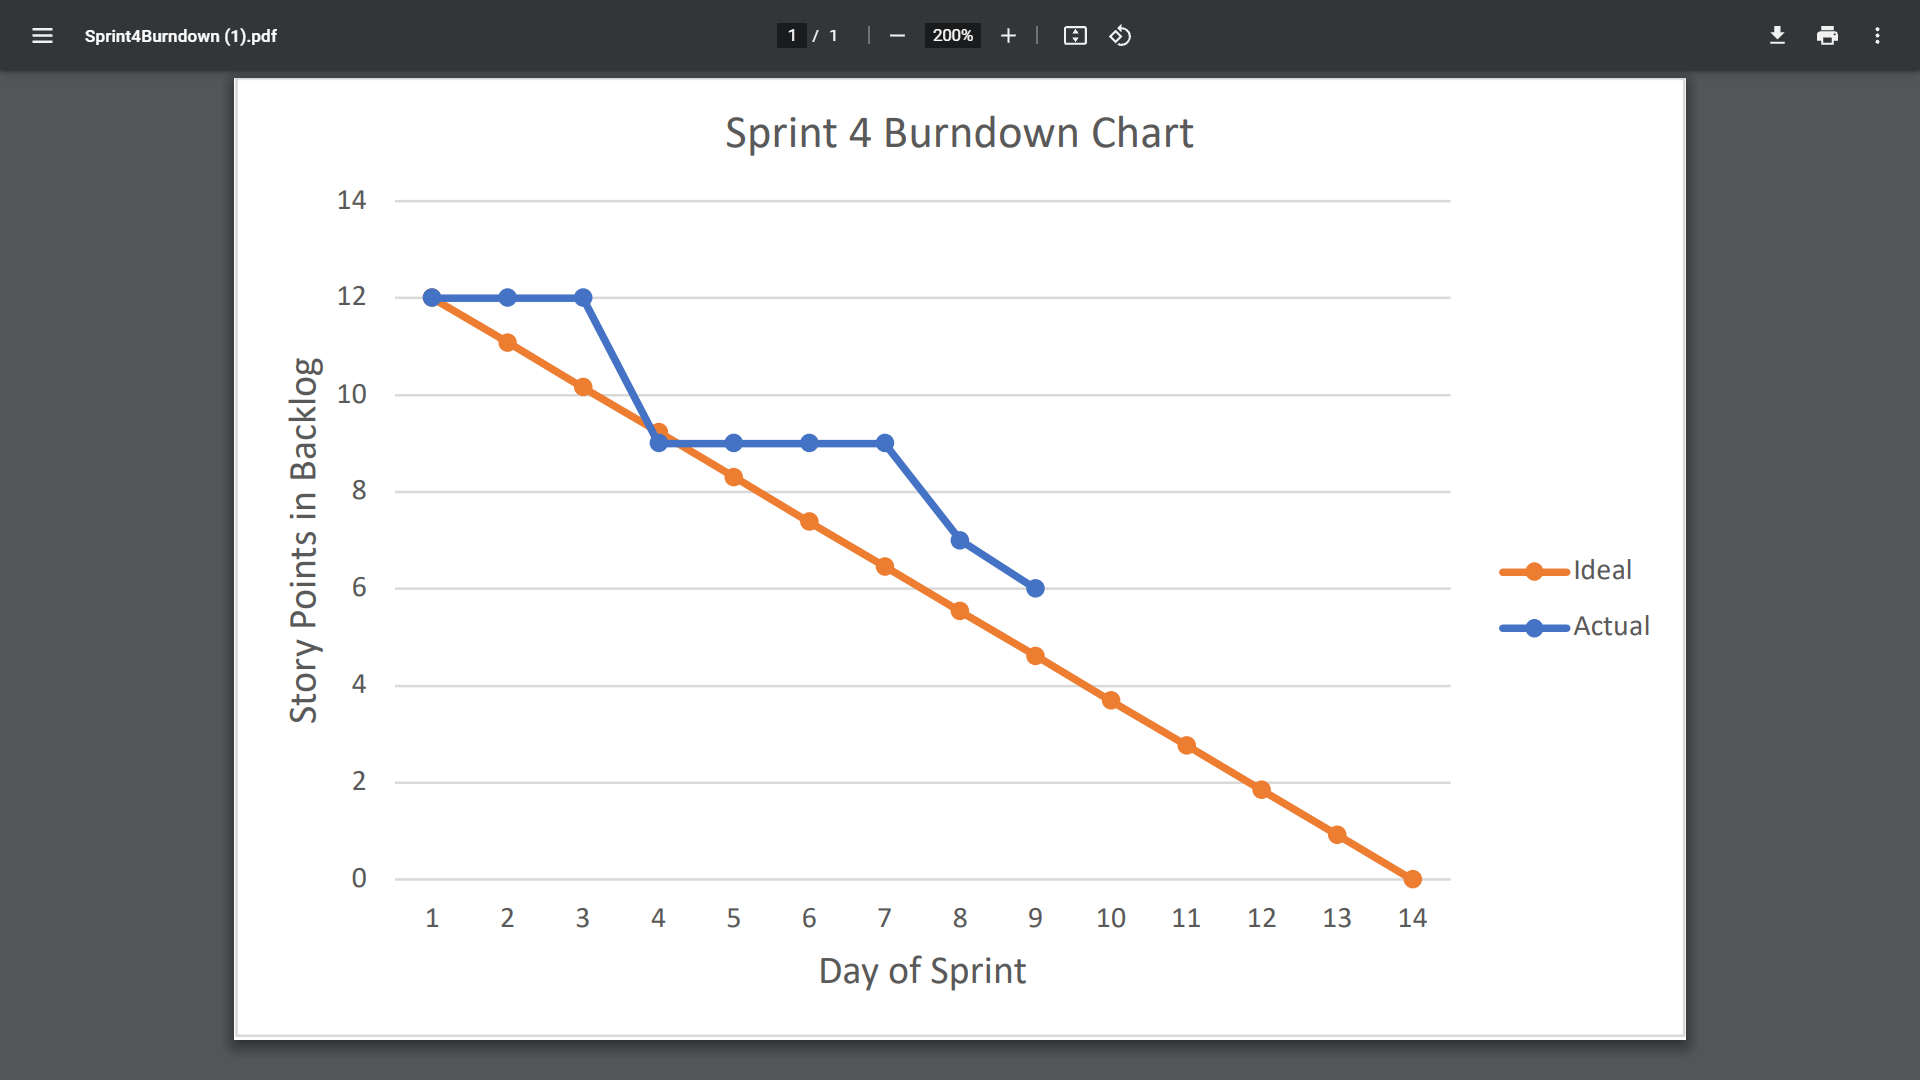 Sprint4Burndown (1).pdf
1 / 1
200%
Sprint 4 Burndown Chart
14
12
10
8
6
4
2
0
Story Points in Backlog
1 2 3 4 5 6 7 8 9 10 11 12 13 14
Day of Sprint
Ideal
Actual